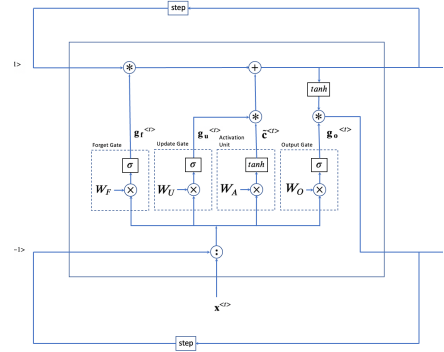 step
* +
1>
tanh
* *
g_f^<t> g_u^<t> c̃^<t> g_o^<t>
Forget Gate Update Gate Activation Unit Output Gate
σ σ tanh σ
W_F × W_U × W_A × W_O ×
-1>
:
x^<t>
step